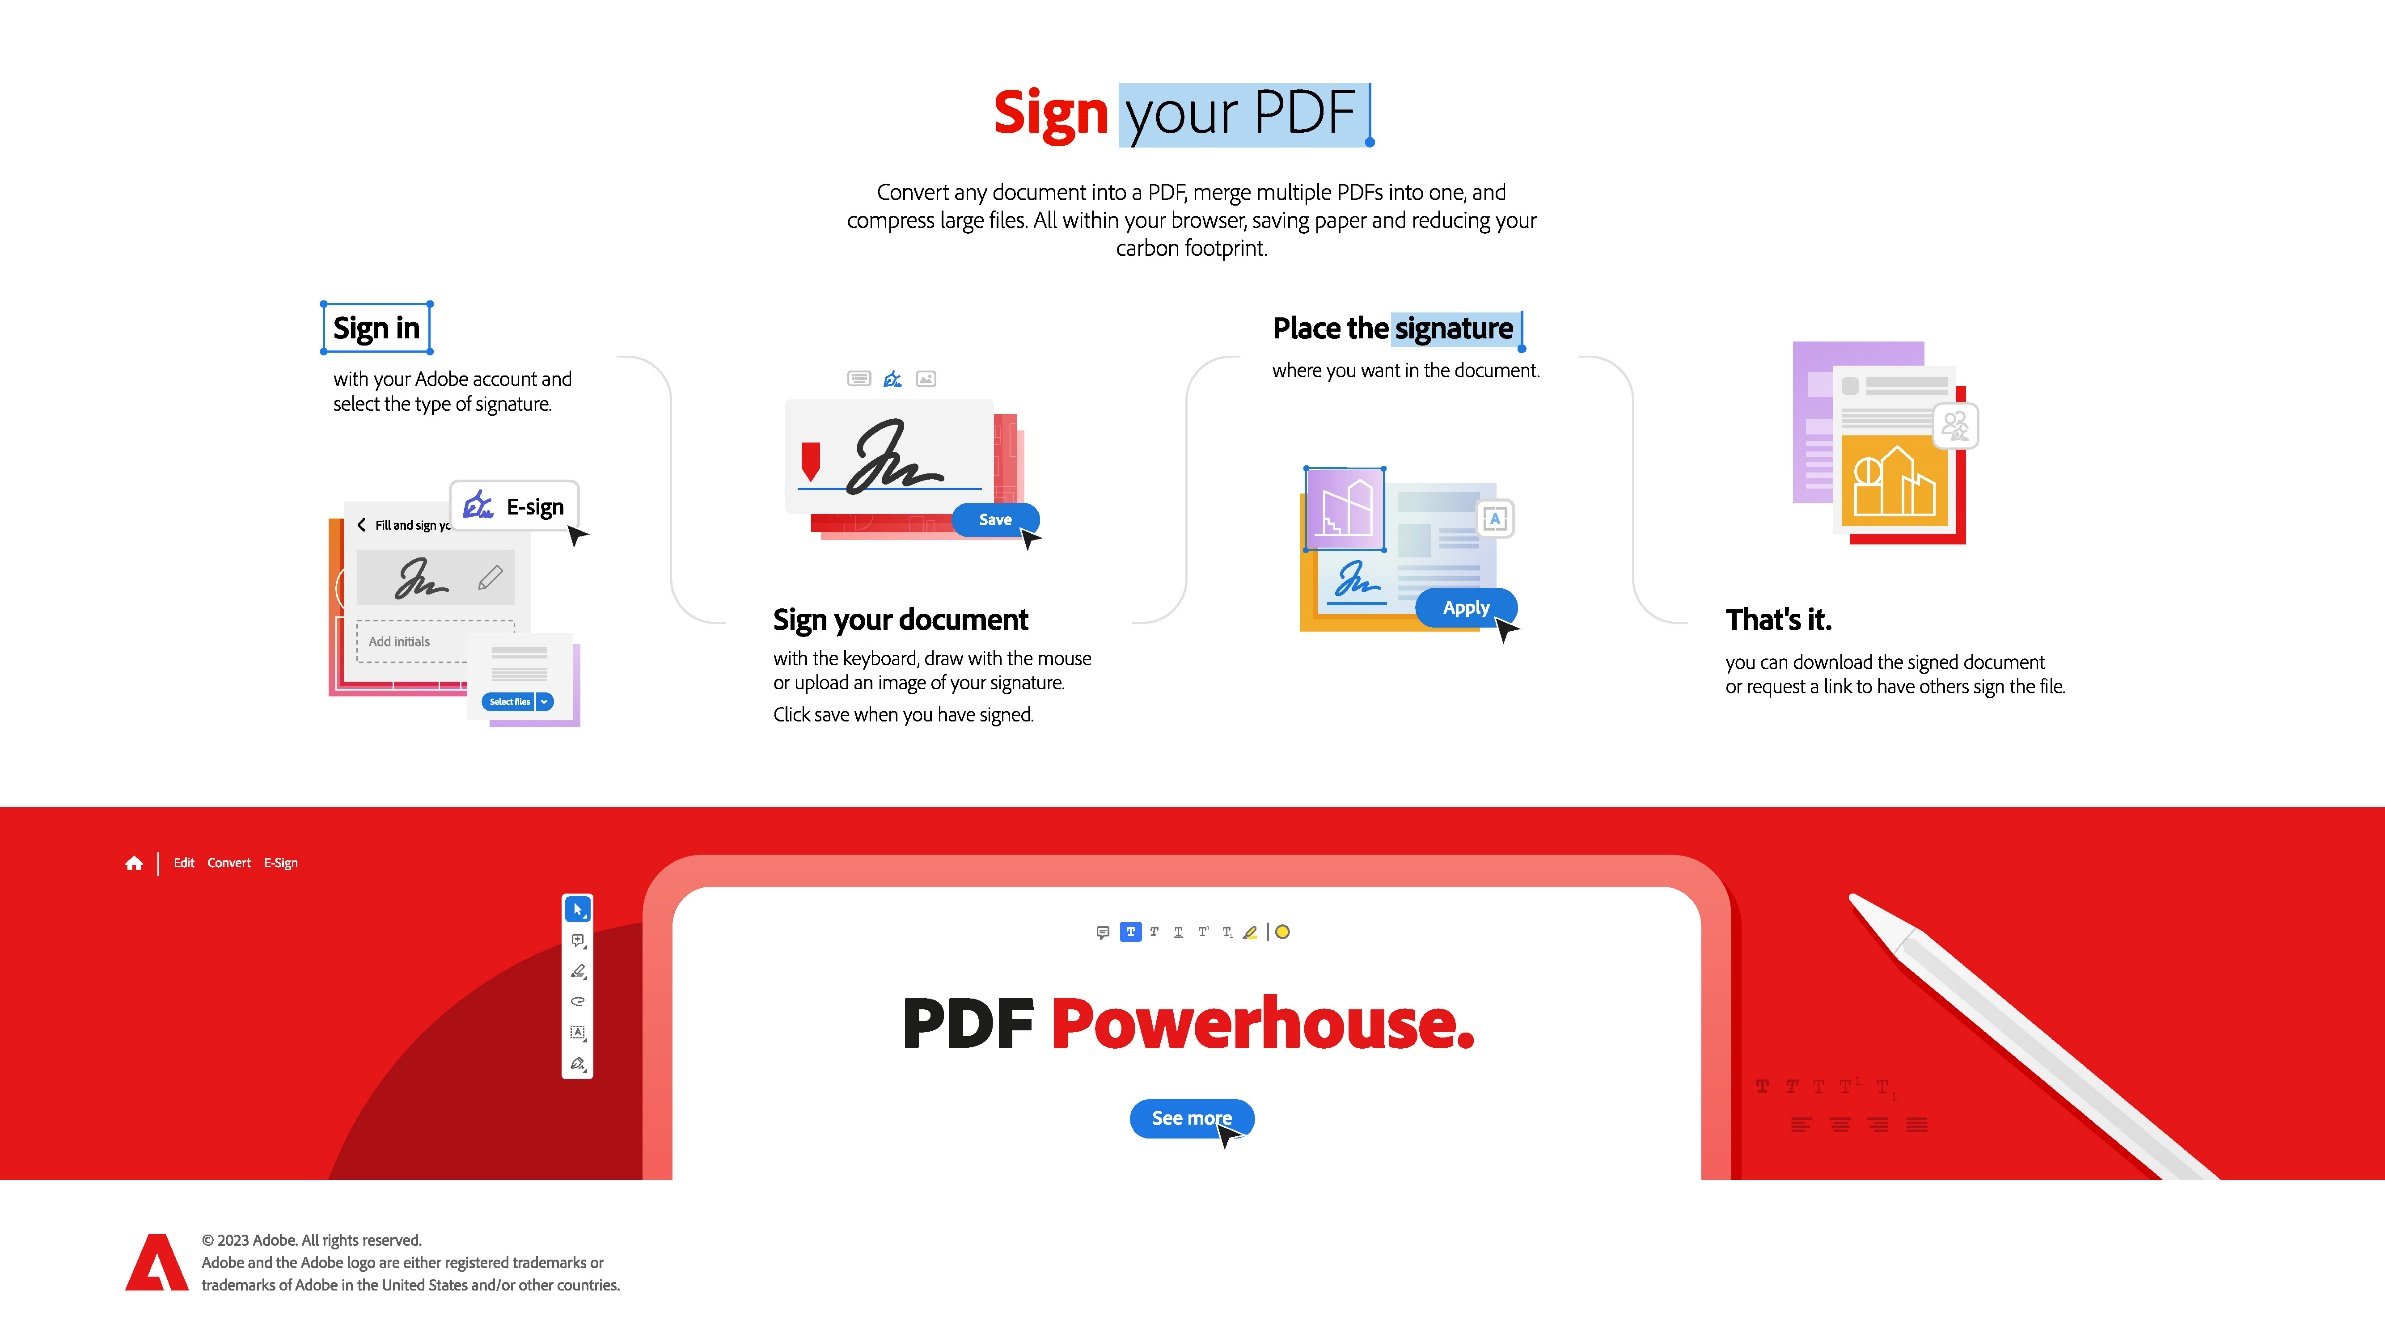 Sign your PDF
Convert any document into a PDF, merge multiple PDFs into one, and
compress large files. All within your browser, saving paper and reducing your
carbon footprint.
Sign in
with your Adobe account and
select the type of signature.
E-sign
Fill and sign yo
Add initials
Select files
Save
Sign your document
with the keyboard, draw with the mouse
or upload an image of your signature.
Click save when you have signed.
Place the signature
where you want in the document.
A
Apply
That's it.
you can download the signed document
or request a link to have others sign the file.
Edit Convert E-Sign
A
T T T T¹ T₁
PDF Powerhouse.
See more
T T T T¹ T₁
© 2023 Adobe. All rights reserved.
Adobe and the Adobe logo are either registered trademarks or
trademarks of Adobe in the United States and/or other countries.